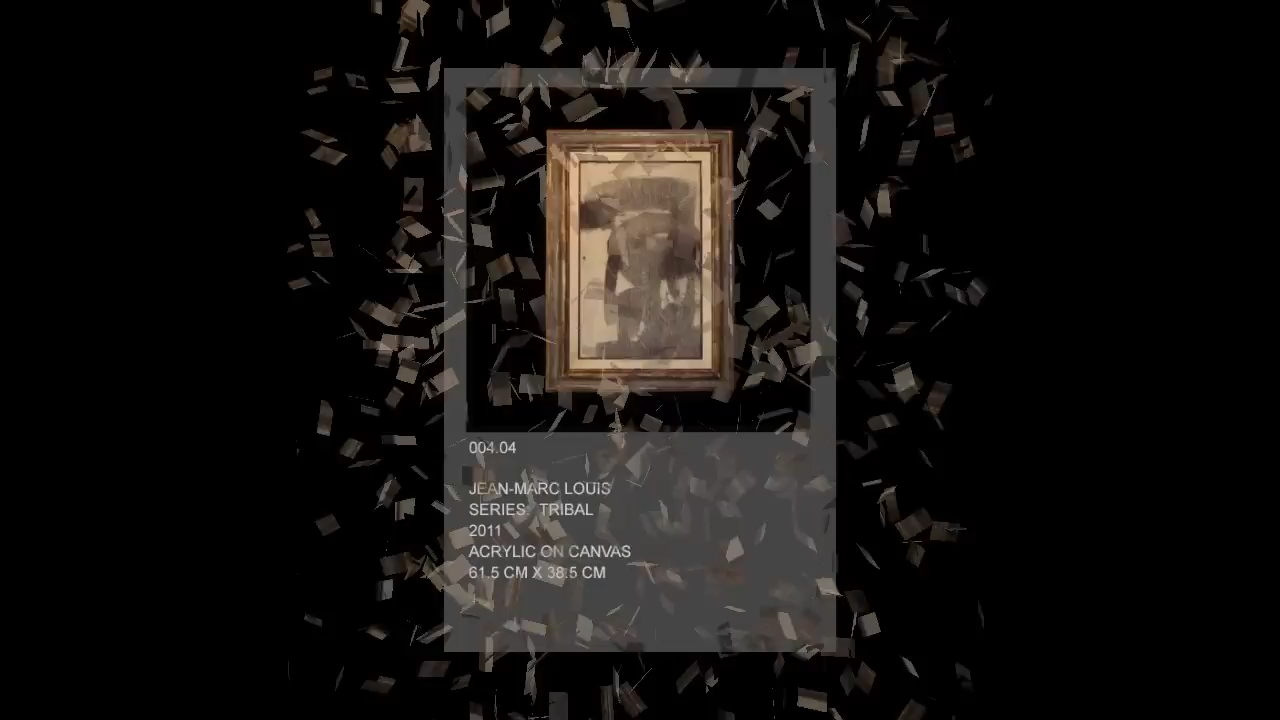 004.04
JEAN-MARC LOUIS
SERIES: TRIBAL
2011
ACRYLIC ON CANVAS
61.5 CM X 38.5 CM